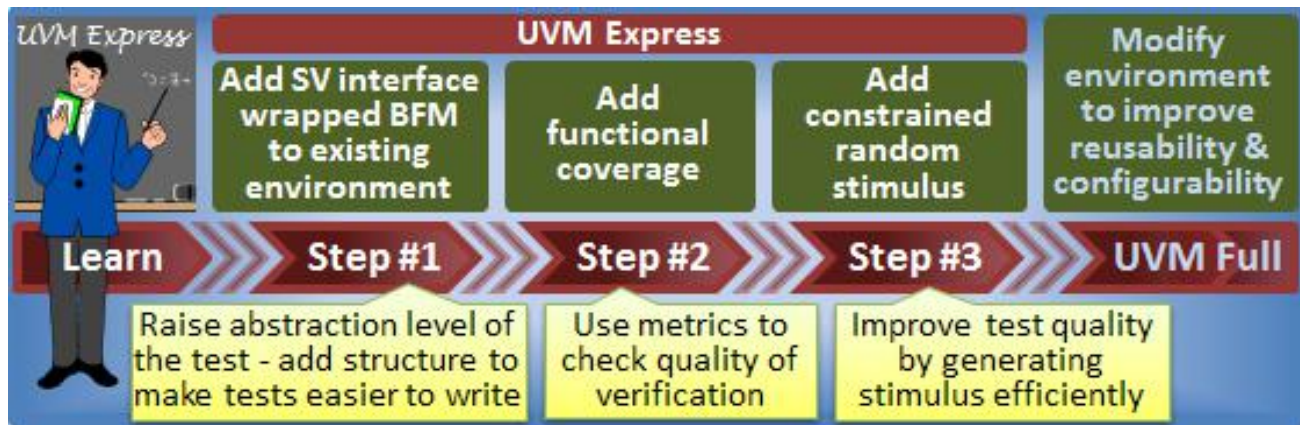 UVM Express
UVM Express
Add SV interface
wrapped BFM
to existing
environment
Add
functional
coverage
Add
constrained
random
stimulus
Modify
environment
to improve
reusability &
configurability
Learn
Step #1
Step #2
Step #3
UVM Full
Raise abstraction level of
the test - add structure to
make tests easier to write
Use metrics to
check quality of
verification
Improve test quality
by generating
stimulus efficiently